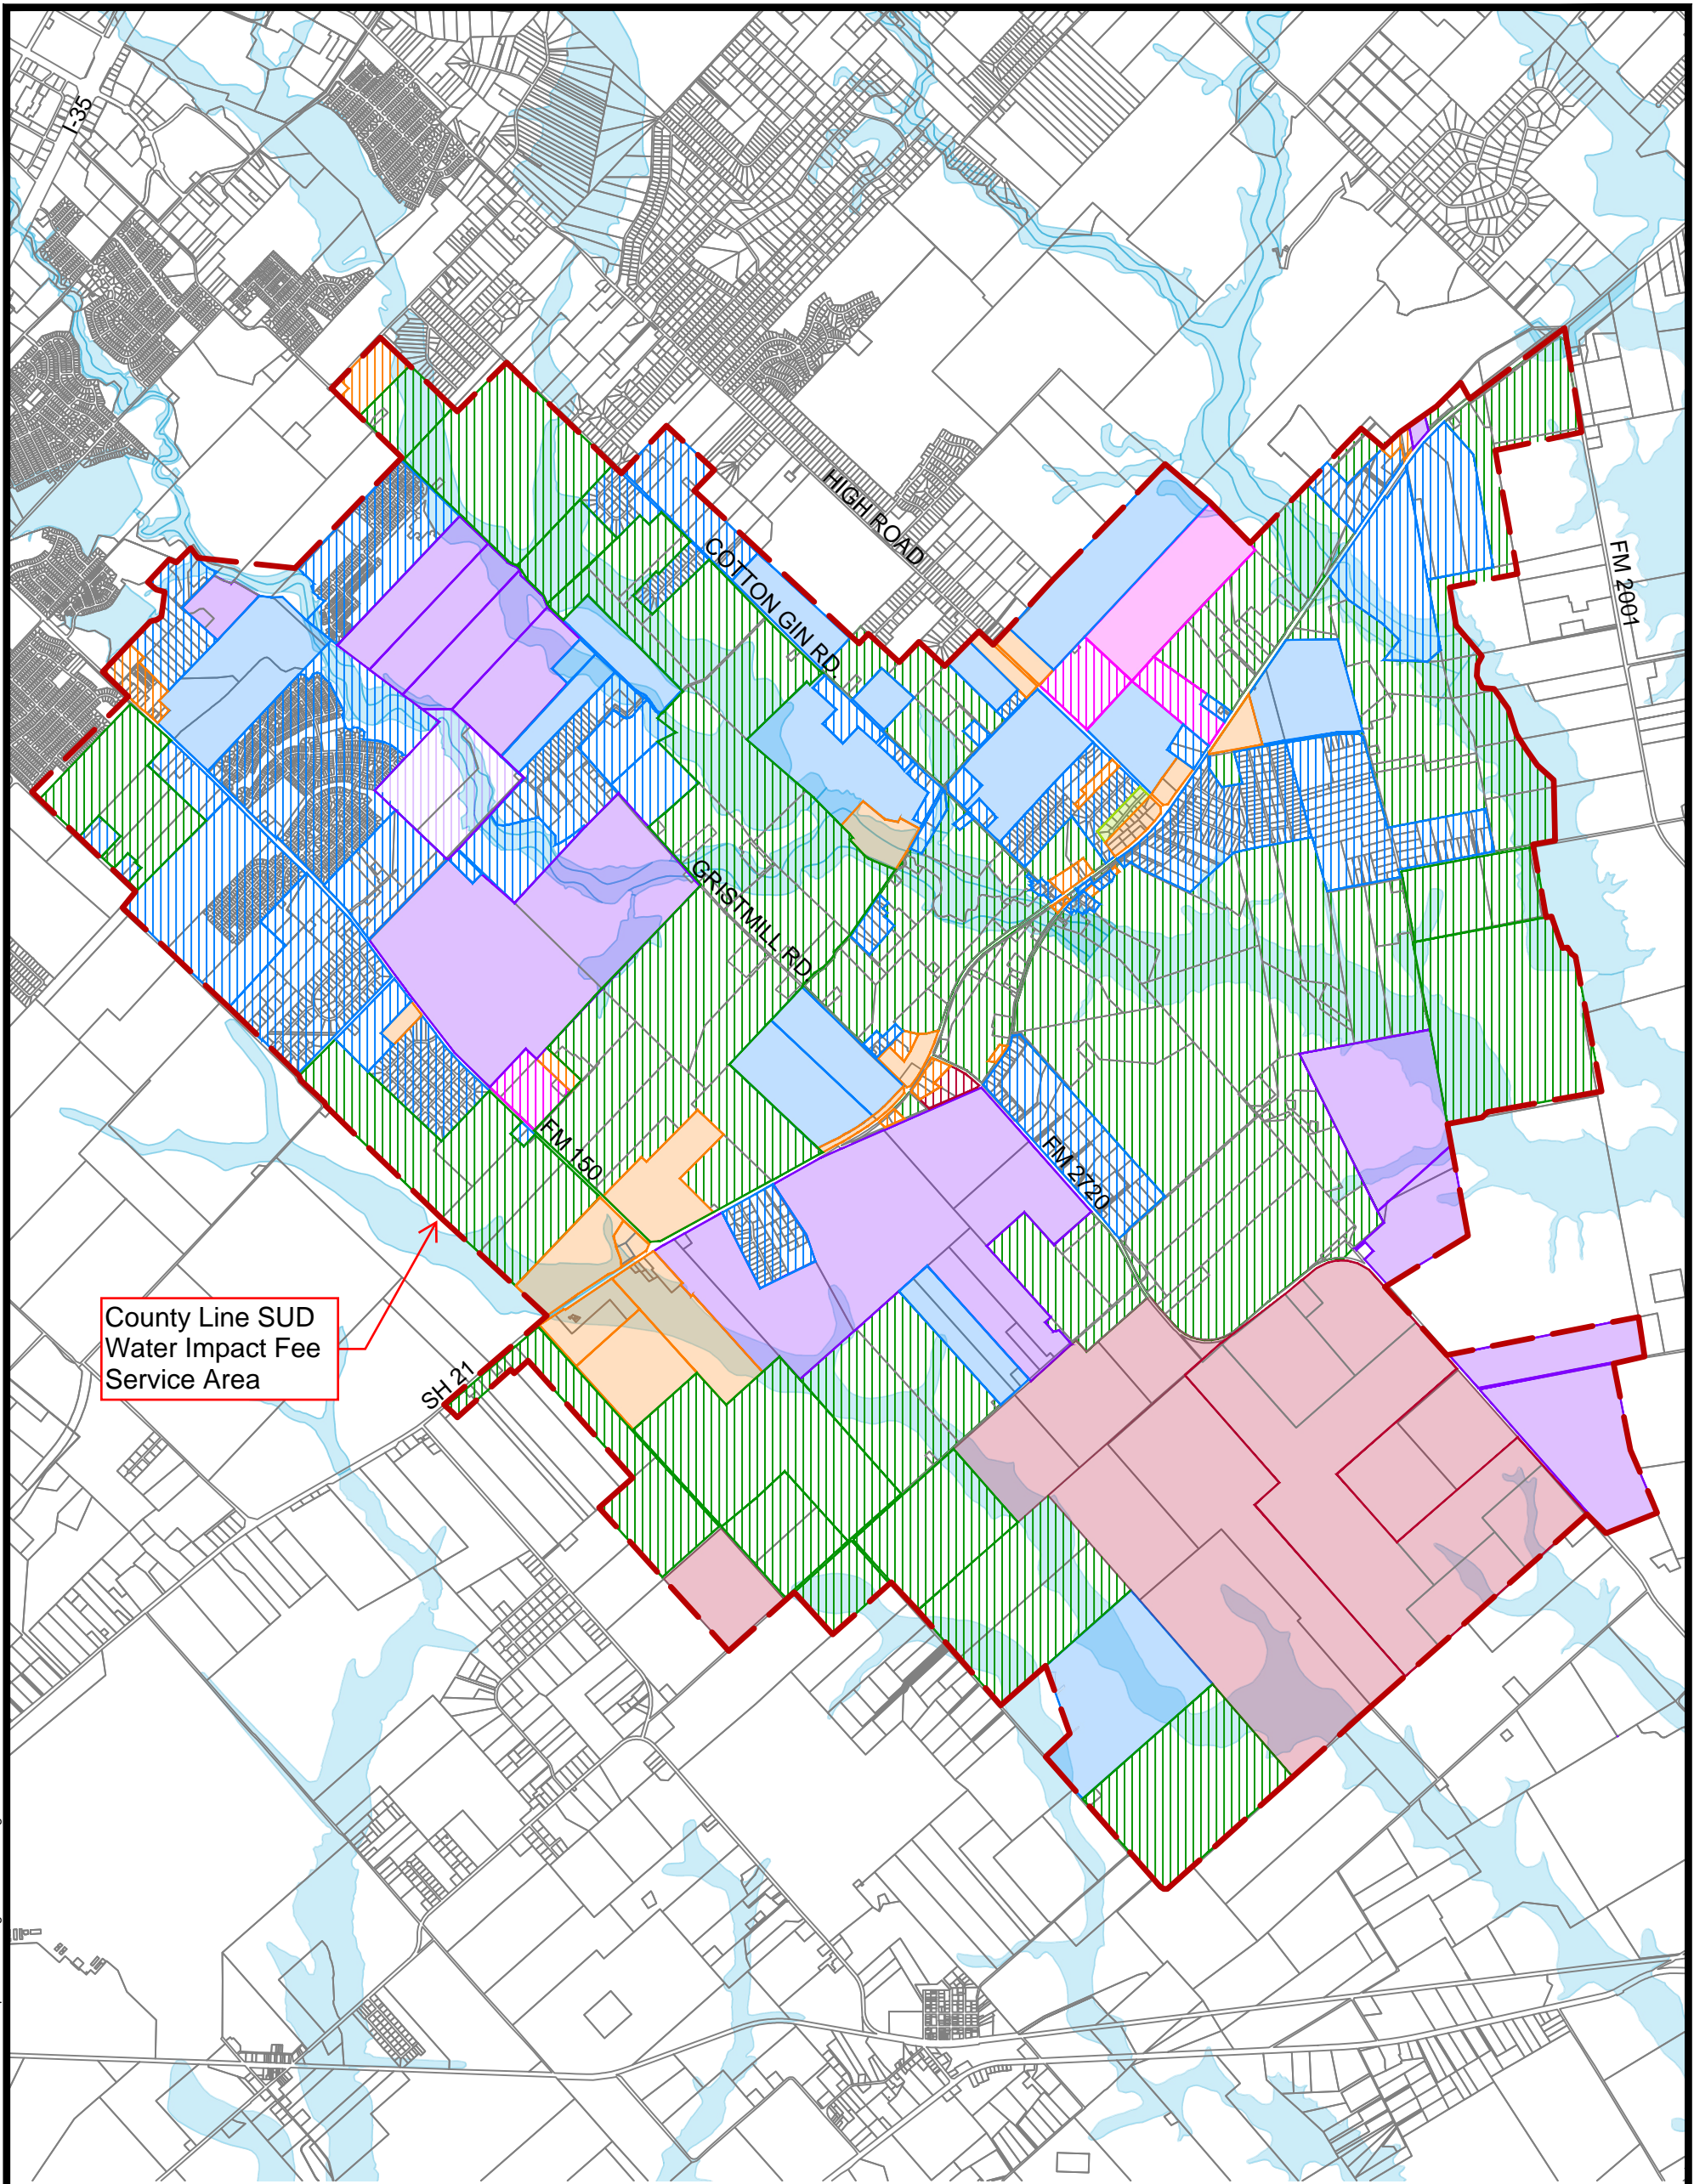 I-35
HIGH ROAD
COTTON GIN RD.
FM 2001
GRISTMILL RD.
FM 150
FM 2720
County Line SUD
Water Impact Fee
Service Area
SH 21